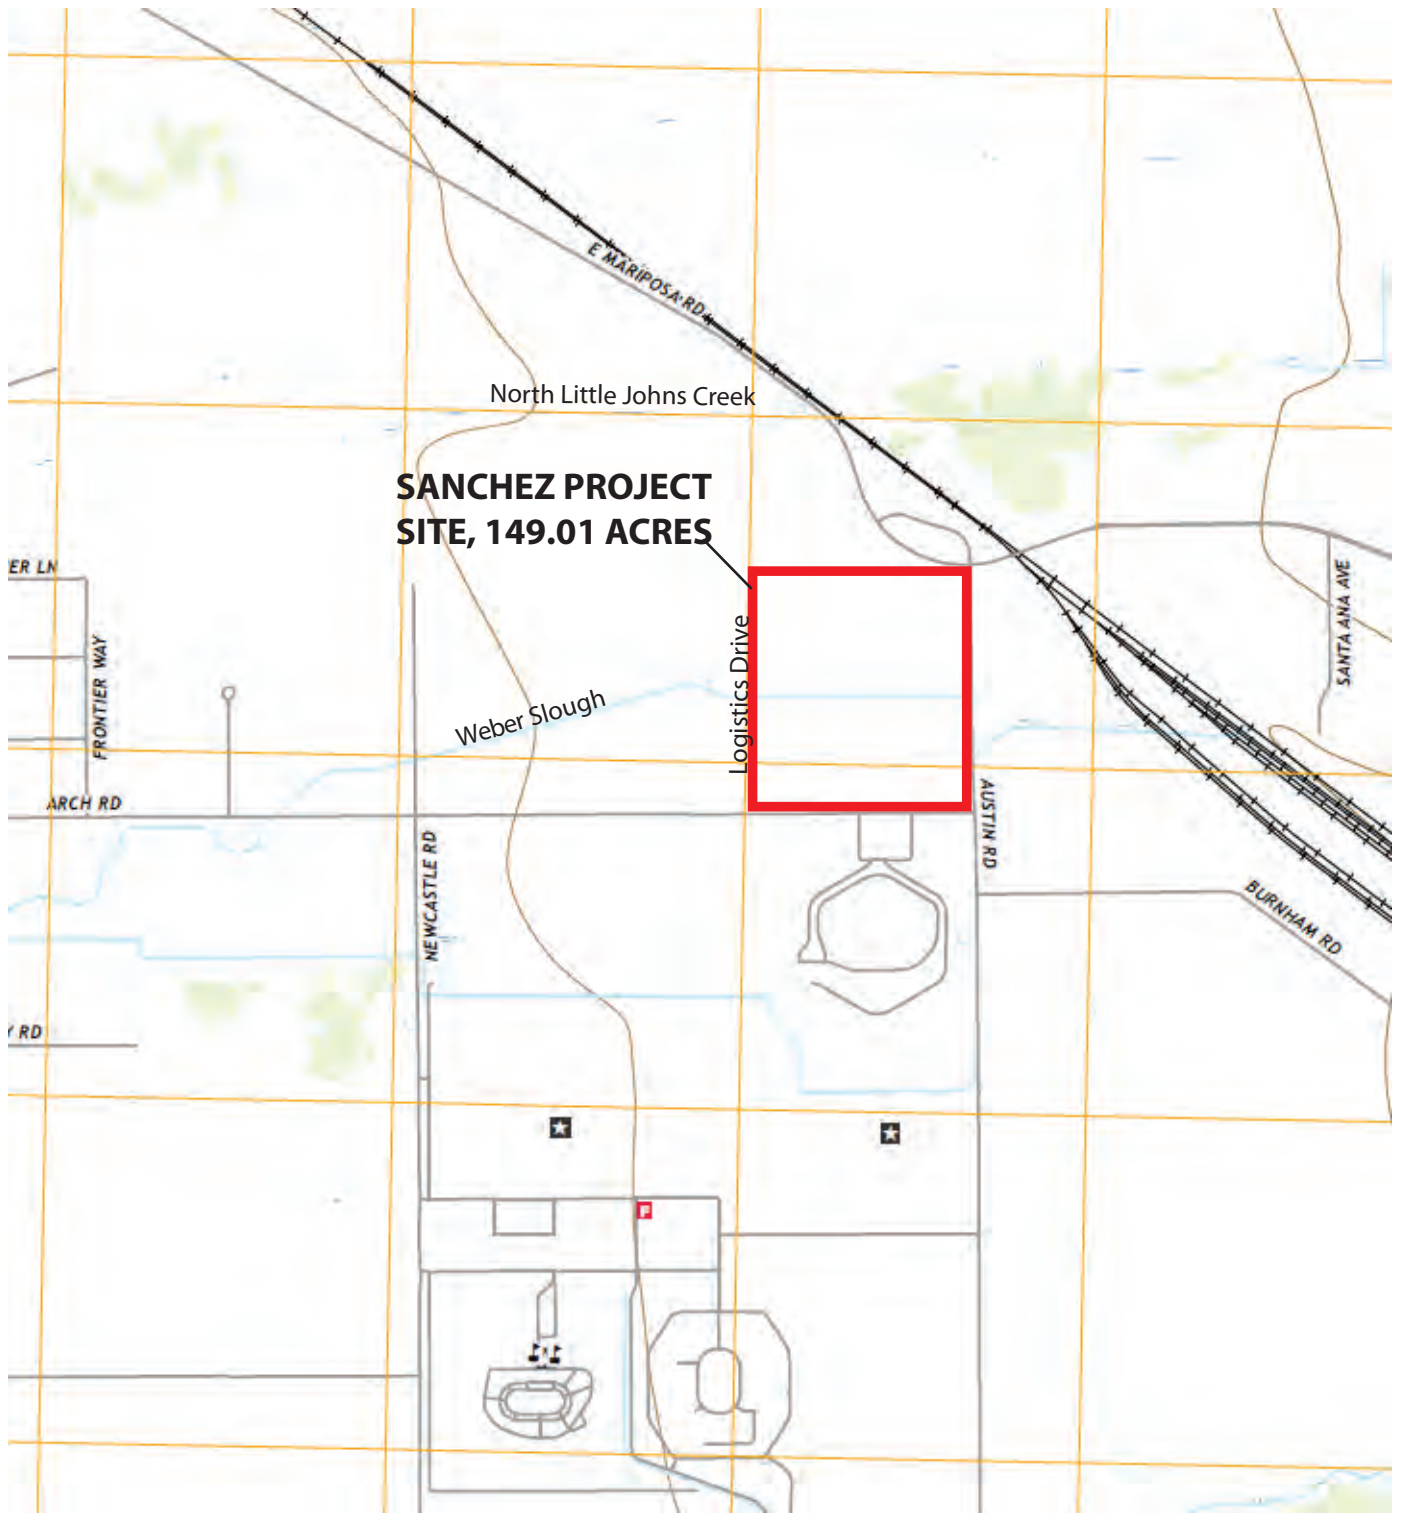 E MARIPOSA RD
North Little Johns Creek
SANCHEZ PROJECT
SITE, 149.01 ACRES
ER LN
SANTA ANA AVE
FRONTIER WAY
Logistics Drive
Weber Slough
ARCH RD
AUSTIN RD
NEWCASTLE RD
BURNHAM RD
Y RD
F